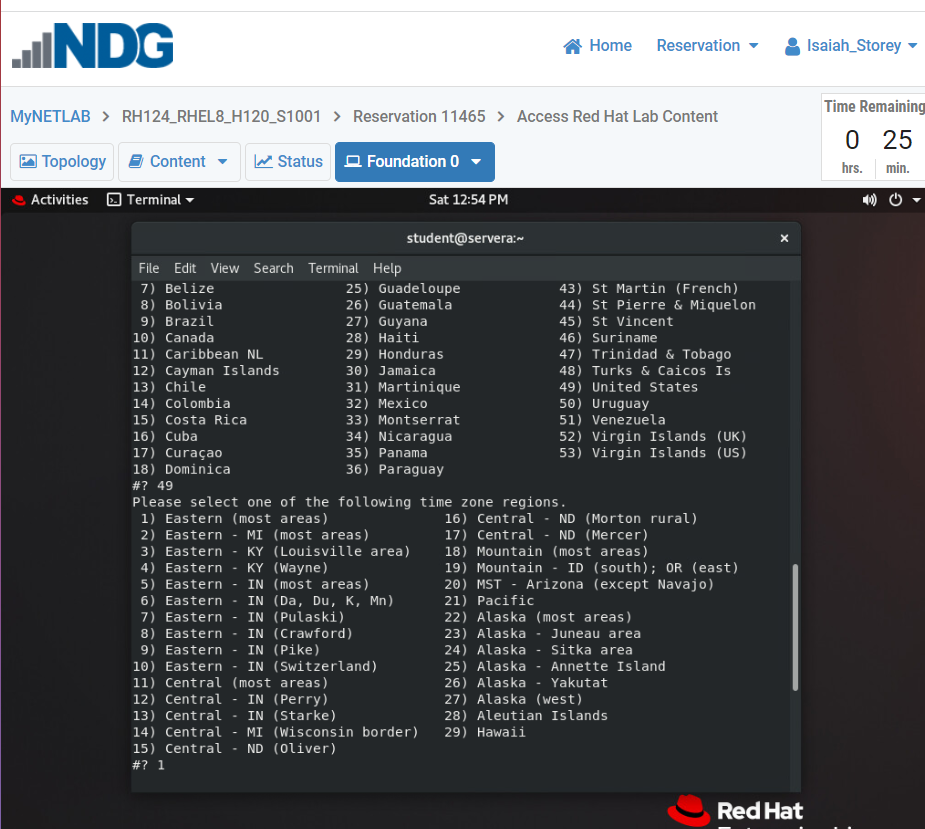 NDG
Home Reservation Isaiah_Storey
MyNETLAB > RH124_RHEL8_H120_S1001 > Reservation 11465 > Access Red Hat Lab Content
Time Remaining
0 25
hrs. min.
Topology Content Status Foundation 0
Activities Terminal Sat 12:54 PM
student@servera:~ ×
File Edit View Search Terminal Help
7) Belize 25) Guadeloupe 43) St Martin (French)
8) Bolivia 26) Guatemala 44) St Pierre & Miquelon
9) Brazil 27) Guyana 45) St Vincent
10) Canada 28) Haiti 46) Suriname
11) Caribbean NL 29) Honduras 47) Trinidad & Tobago
12) Cayman Islands 30) Jamaica 48) Turks & Caicos Is
13) Chile 31) Martinique 49) United States
14) Colombia 32) Mexico 50) Uruguay
15) Costa Rica 33) Montserrat 51) Venezuela
16) Cuba 34) Nicaragua 52) Virgin Islands (UK)
17) Curaçao 35) Panama 53) Virgin Islands (US)
18) Dominica 36) Paraguay
#? 49
Please select one of the following time zone regions.
1) Eastern (most areas) 16) Central - ND (Morton rural)
2) Eastern - MI (most areas) 17) Central - ND (Mercer)
3) Eastern - KY (Louisville area) 18) Mountain (most areas)
4) Eastern - KY (Wayne) 19) Mountain - ID (south); OR (east)
5) Eastern - IN (most areas) 20) MST - Arizona (except Navajo)
6) Eastern - IN (Da, Du, K, Mn) 21) Pacific
7) Eastern - IN (Pulaski) 22) Alaska (most areas)
8) Eastern - IN (Crawford) 23) Alaska - Juneau area
9) Eastern - IN (Pike) 24) Alaska - Sitka area
10) Eastern - IN (Switzerland) 25) Alaska - Annette Island
11) Central (most areas) 26) Alaska - Yakutat
12) Central - IN (Perry) 27) Alaska (west)
13) Central - IN (Starke) 28) Aleutian Islands
14) Central - MI (Wisconsin border) 29) Hawaii
15) Central - ND (Oliver)
#? 1
Red Hat